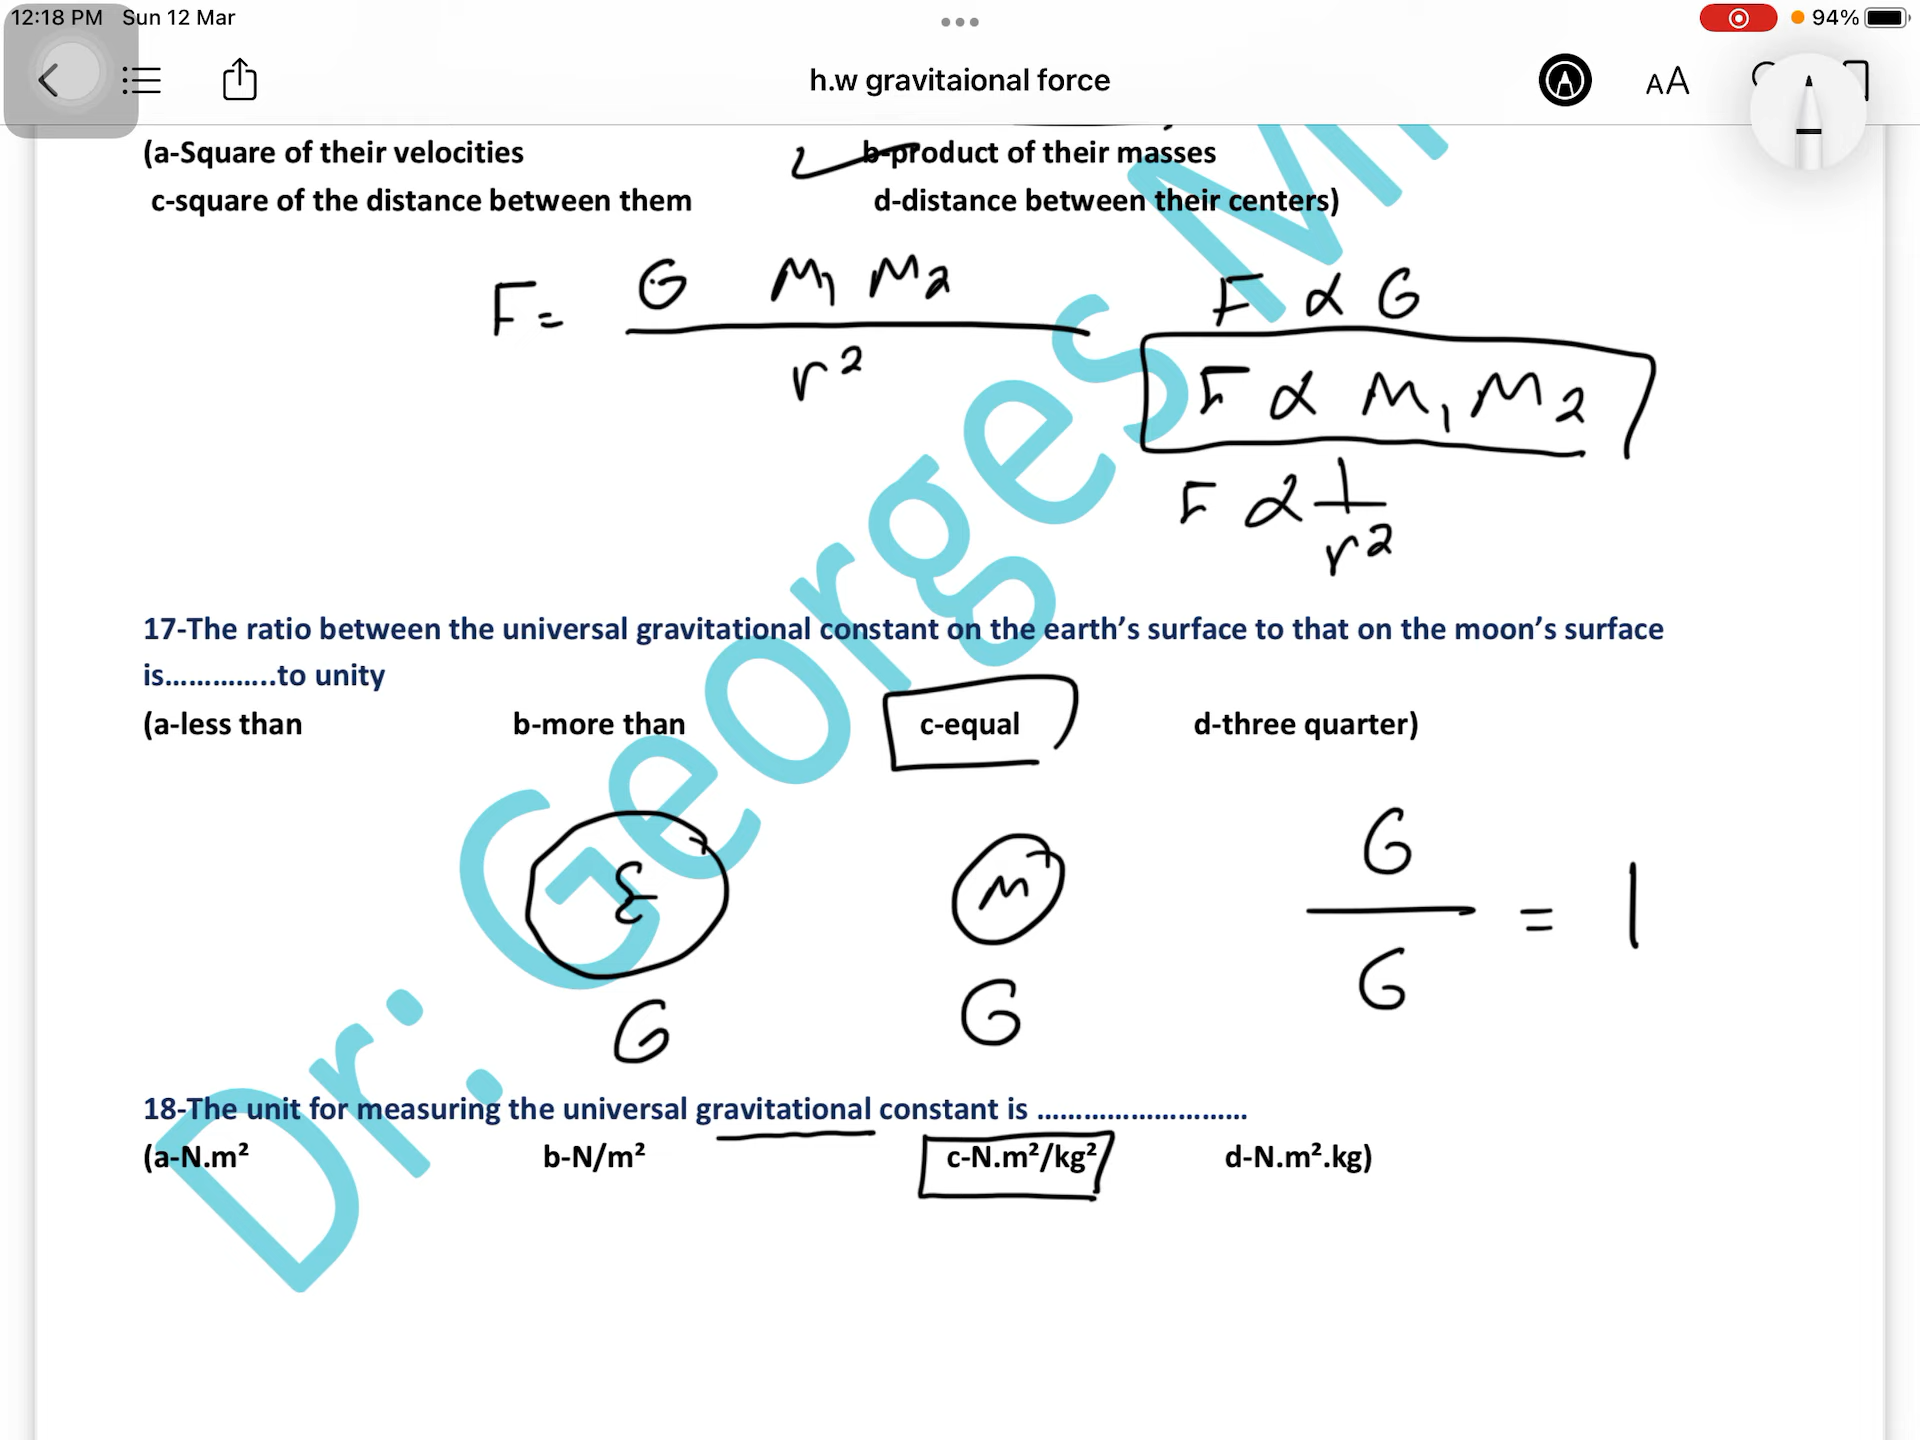 12:18 PM Sun 12 Mar
94%
h.w gravitaional force
AA
(a-Square of their velocities b-product of their masses
c-square of the distance between them d-distance between their centers)
F = G M₁ M₂ / r²
F α G
F α M₁ M₂
F α 1/r²
17-The ratio between the universal gravitational constant on the earth’s surface to that on the moon’s surface
is..............to unity
(a-less than b-more than c-equal d-three quarter)
E M G/G = 1
G G
18-The unit for measuring the universal gravitational constant is ...........................
(a-N.m² b-N/m² c-N.m²/kg² d-N.m².kg)
Dr: Georges